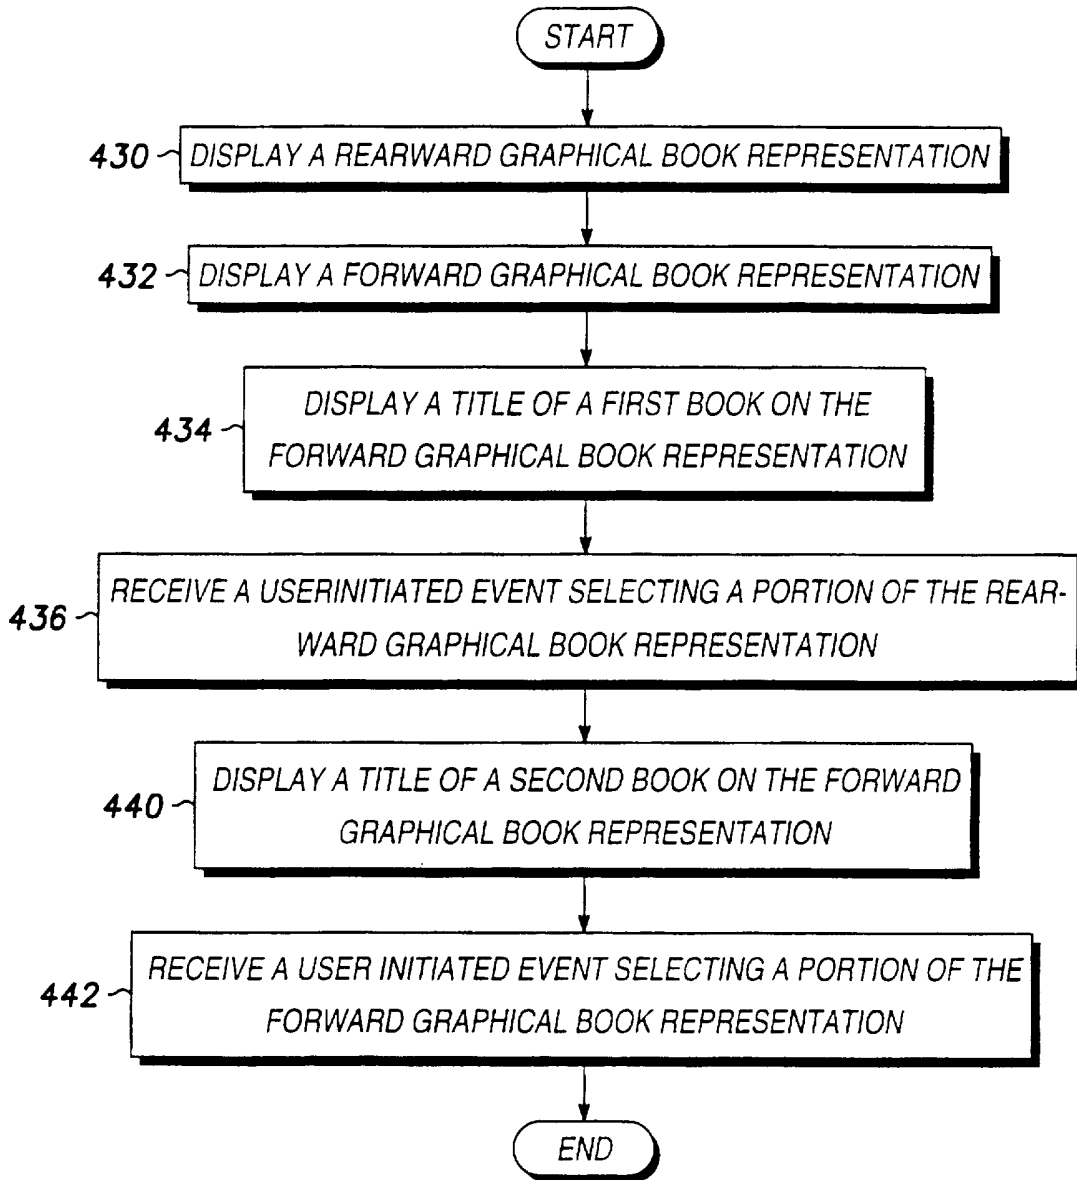 START
430 DISPLAY A REARWARD GRAPHICAL BOOK REPRESENTATION
432 DISPLAY A FORWARD GRAPHICAL BOOK REPRESENTATION
434 DISPLAY A TITLE OF A FIRST BOOK ON THE
FORWARD GRAPHICAL BOOK REPRESENTATION
436 RECEIVE A USERINITIATED EVENT SELECTING A PORTION OF THE REAR-
WARD GRAPHICAL BOOK REPRESENTATION
440 DISPLAY A TITLE OF A SECOND BOOK ON THE FORWARD
GRAPHICAL BOOK REPRESENTATION
442 RECEIVE A USER INITIATED EVENT SELECTING A PORTION OF THE
FORWARD GRAPHICAL BOOK REPRESENTATION
END